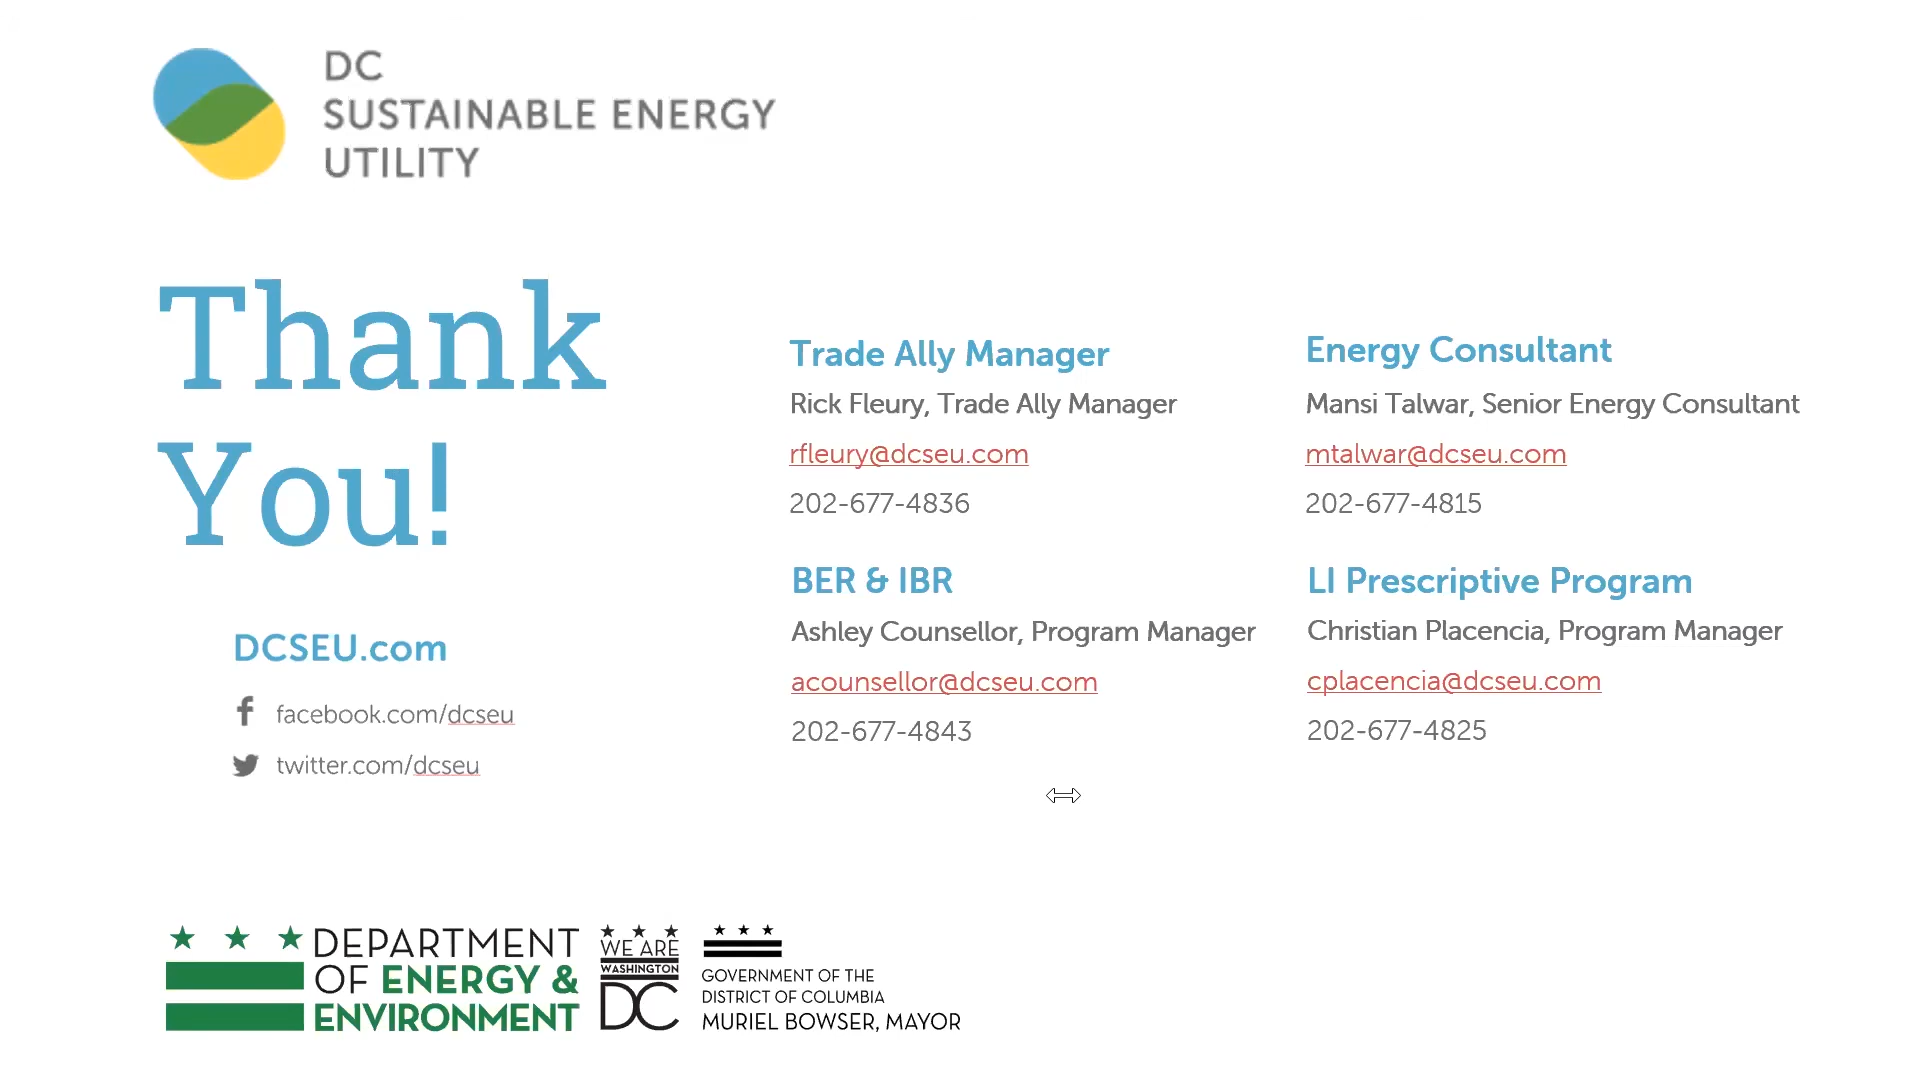 DC
SUSTAINABLE ENERGY
UTILITY
Thank
You!
DCSEU.com
facebook.com/dcseu
twitter.com/dcseu
Trade Ally Manager
Rick Fleury, Trade Ally Manager
rfleury@dcseu.com
202-677-4836
Energy Consultant
Mansi Talwar, Senior Energy Consultant
mtalwar@dcseu.com
202-677-4815
BER & IBR
Ashley Counsellor, Program Manager
acounsellor@dcseu.com
202-677-4843
LI Prescriptive Program
Christian Placencia, Program Manager
cplacencia@dcseu.com
202-677-4825
DEPARTMENT
OF ENERGY &
ENVIRONMENT
WE ARE
WASHINGTON
DC
GOVERNMENT OF THE
DISTRICT OF COLUMBIA
MURIEL BOWSER, MAYOR